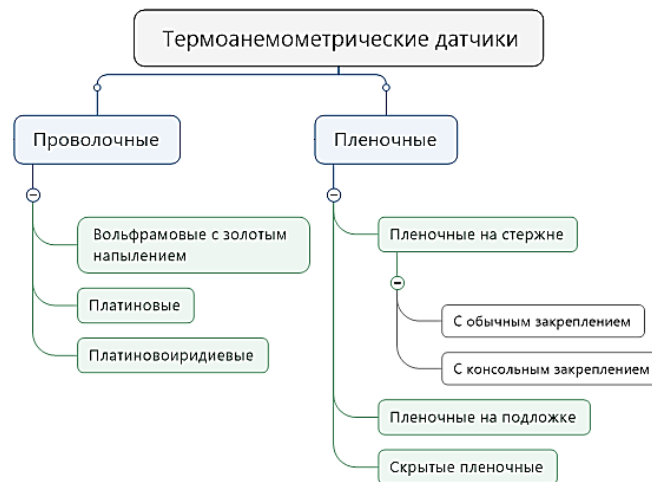 Термоанемометрические датчики
Проволочные
Вольфрамовые с золотым
напылением
Платиновые
Платиновоиридиевые
Пленочные
Пленочные на стержне
С обычным закреплением
С консольным закреплением
Пленочные на подложке
Скрытые пленочные